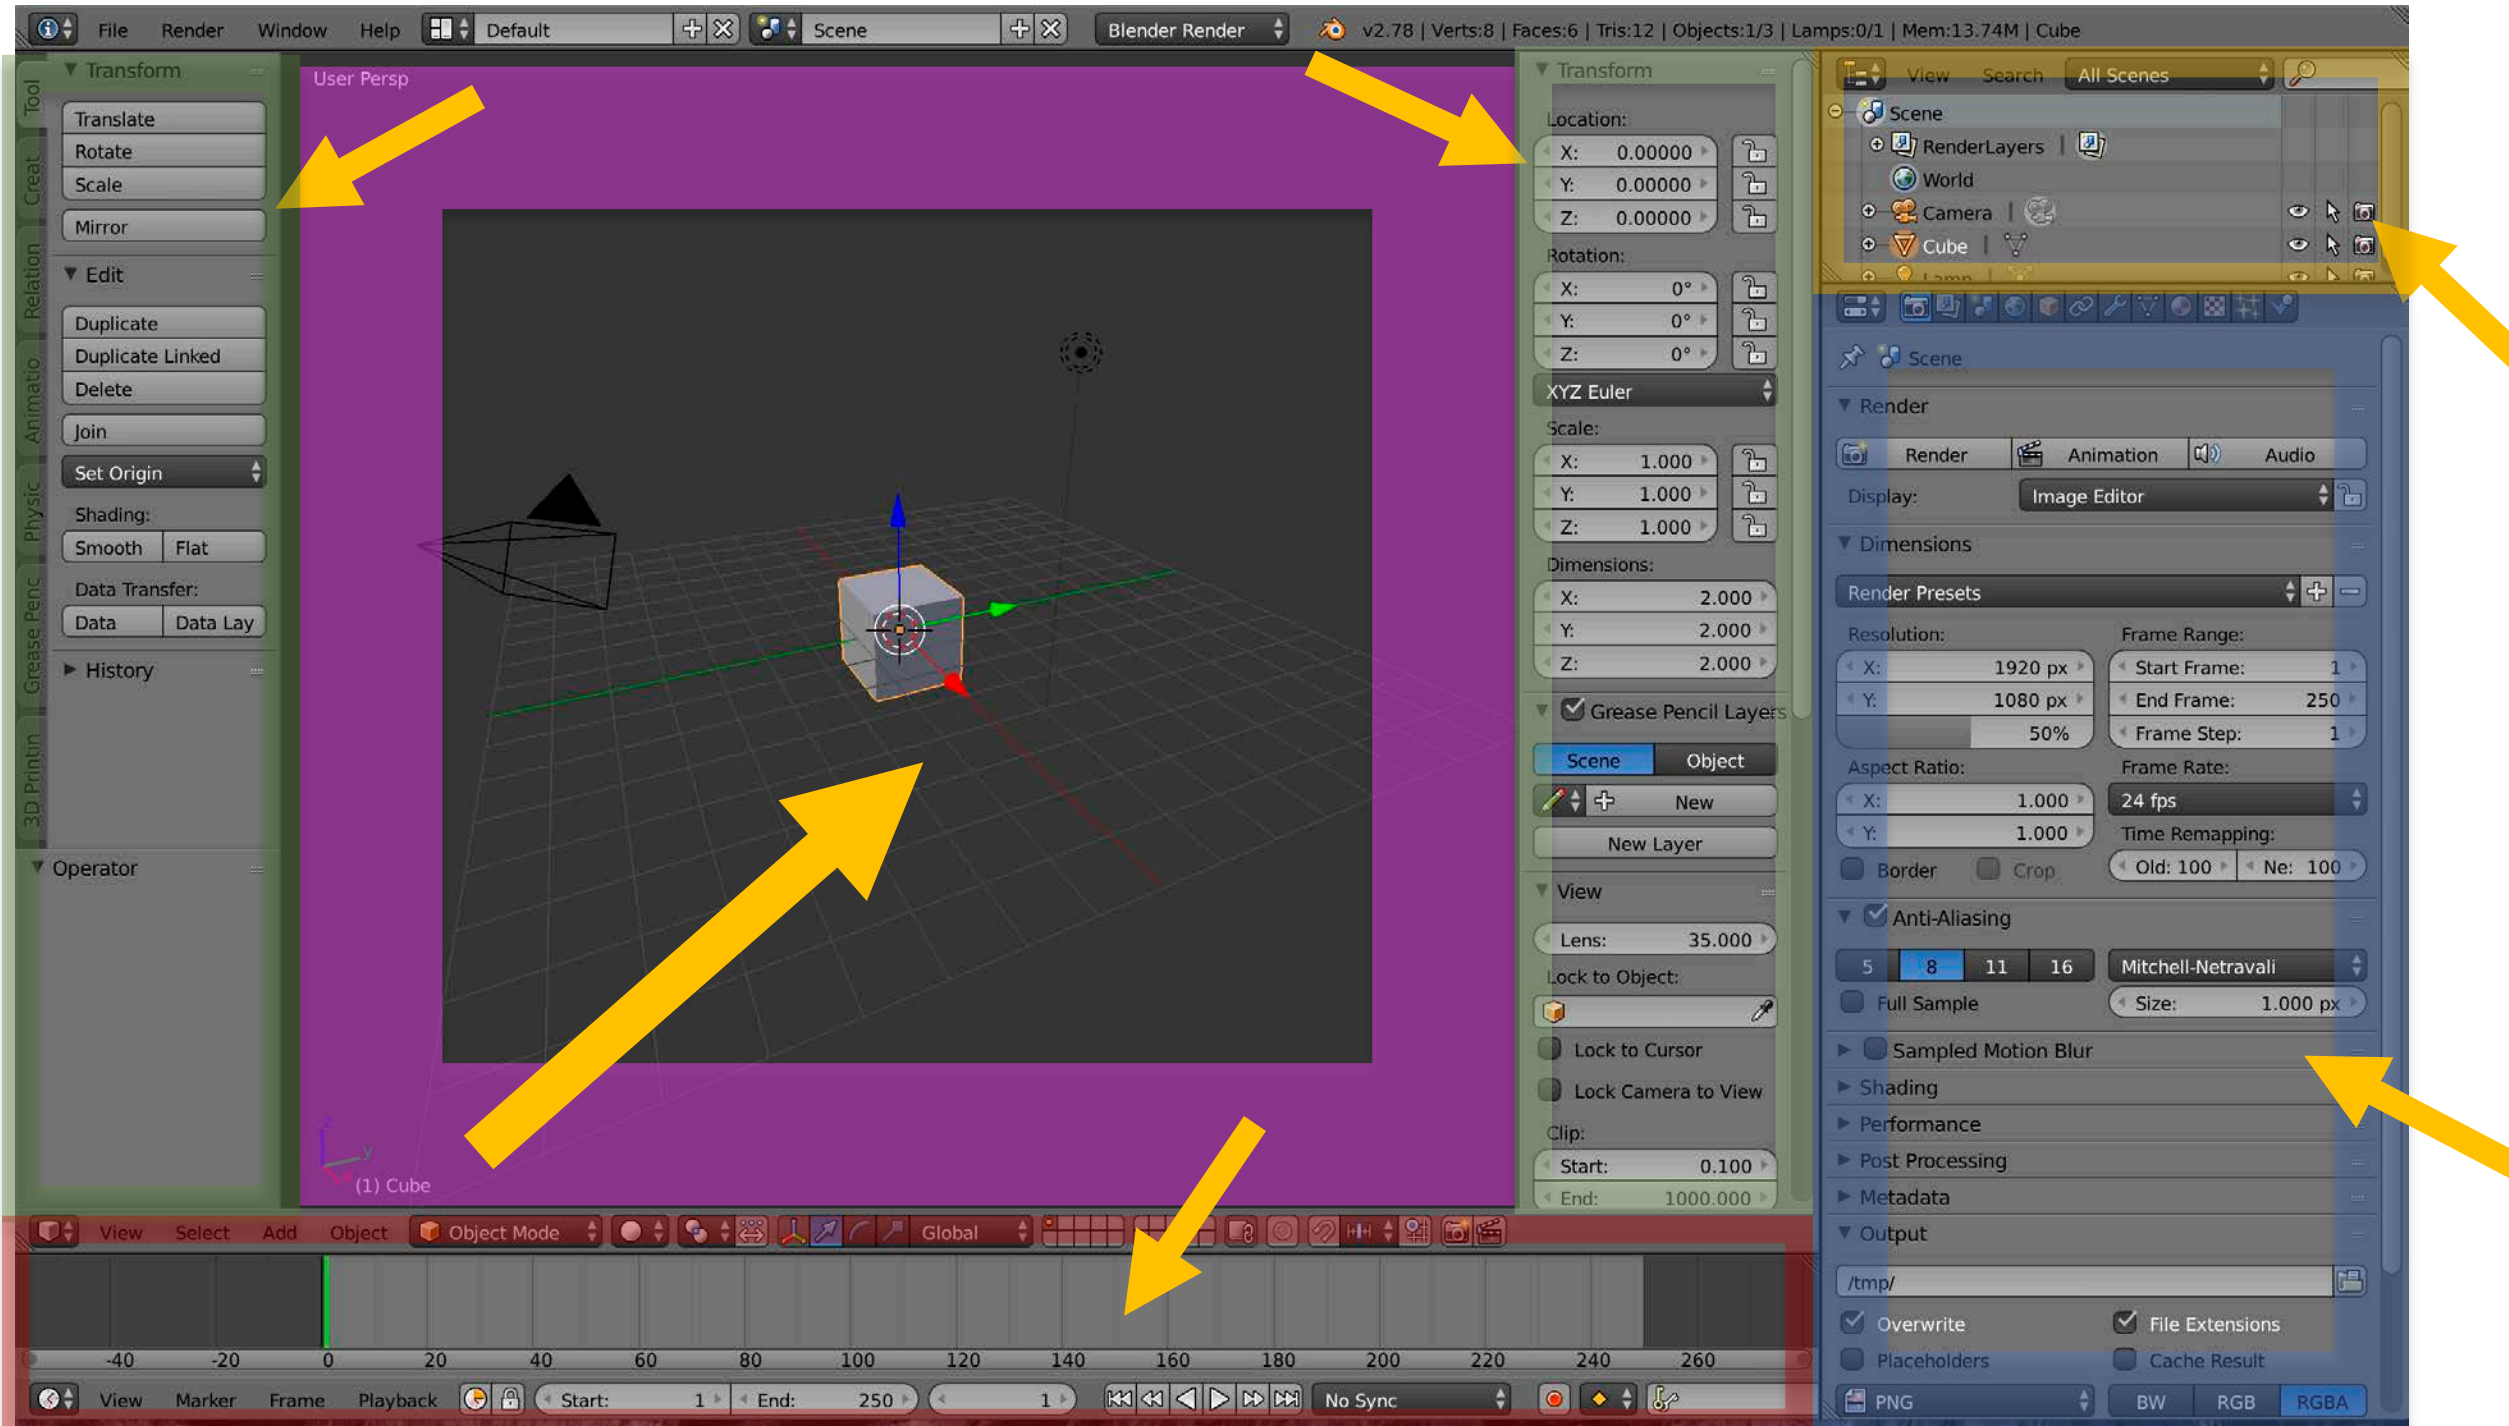 File Render Window Help Default Scene Blender Render v2.78 | Verts:8 | Faces:6 | Tris:12 | Objects:1/3 | Lamps:0/1 | Mem:13.74M | Cube
Tool
Creat
Relation
Animatio
Physic
Grease Penc
3D Printin
Transform
Translate
Rotate
Scale
Mirror
Edit
Duplicate
Duplicate Linked
Delete
Join
Set Origin
Shading:
Smooth Flat
Data Transfer:
Data Data Lay
History
Operator
User Persp
z
y
(1) Cube
Transform
Location:
X: 0.00000
Y: 0.00000
Z: 0.00000
Rotation:
X: 0°
Y: 0°
Z: 0°
XYZ Euler
Scale:
X: 1.000
Y: 1.000
Z: 1.000
Dimensions:
X: 2.000
Y: 2.000
Z: 2.000
Grease Pencil Layers
Scene Object
New
New Layer
View
Lens: 35.000
Lock to Object:
Lock to Cursor
Lock Camera to View
Clip:
Start: 0.100
End: 1000.000
View Search All Scenes
Scene
RenderLayers |
World
Camera |
Cube |
Lamp |
Scene
Render
Render Animation Audio
Display: Image Editor
Dimensions
Render Presets
Resolution: Frame Range:
X: 1920 px Start Frame: 1
Y: 1080 px End Frame: 250
50% Frame Step: 1
Aspect Ratio: Frame Rate:
X: 1.000 24 fps
Y: 1.000 Time Remapping:
Border Crop Old: 100 Ne: 100
Anti-Aliasing
5 8 11 16 Mitchell-Netravali
Full Sample Size: 1.000 px
Sampled Motion Blur
Shading
Performance
Post Processing
Metadata
Output
/tmp/
Overwrite File Extensions
Placeholders Cache Result
PNG BW RGB RGBA
View Select Add Object Object Mode Global
-40 -20 0 20 40 60 80 100 120 140 160 180 200 220 240 260
View Marker Frame Playback Start: 1 End: 250 1 No Sync